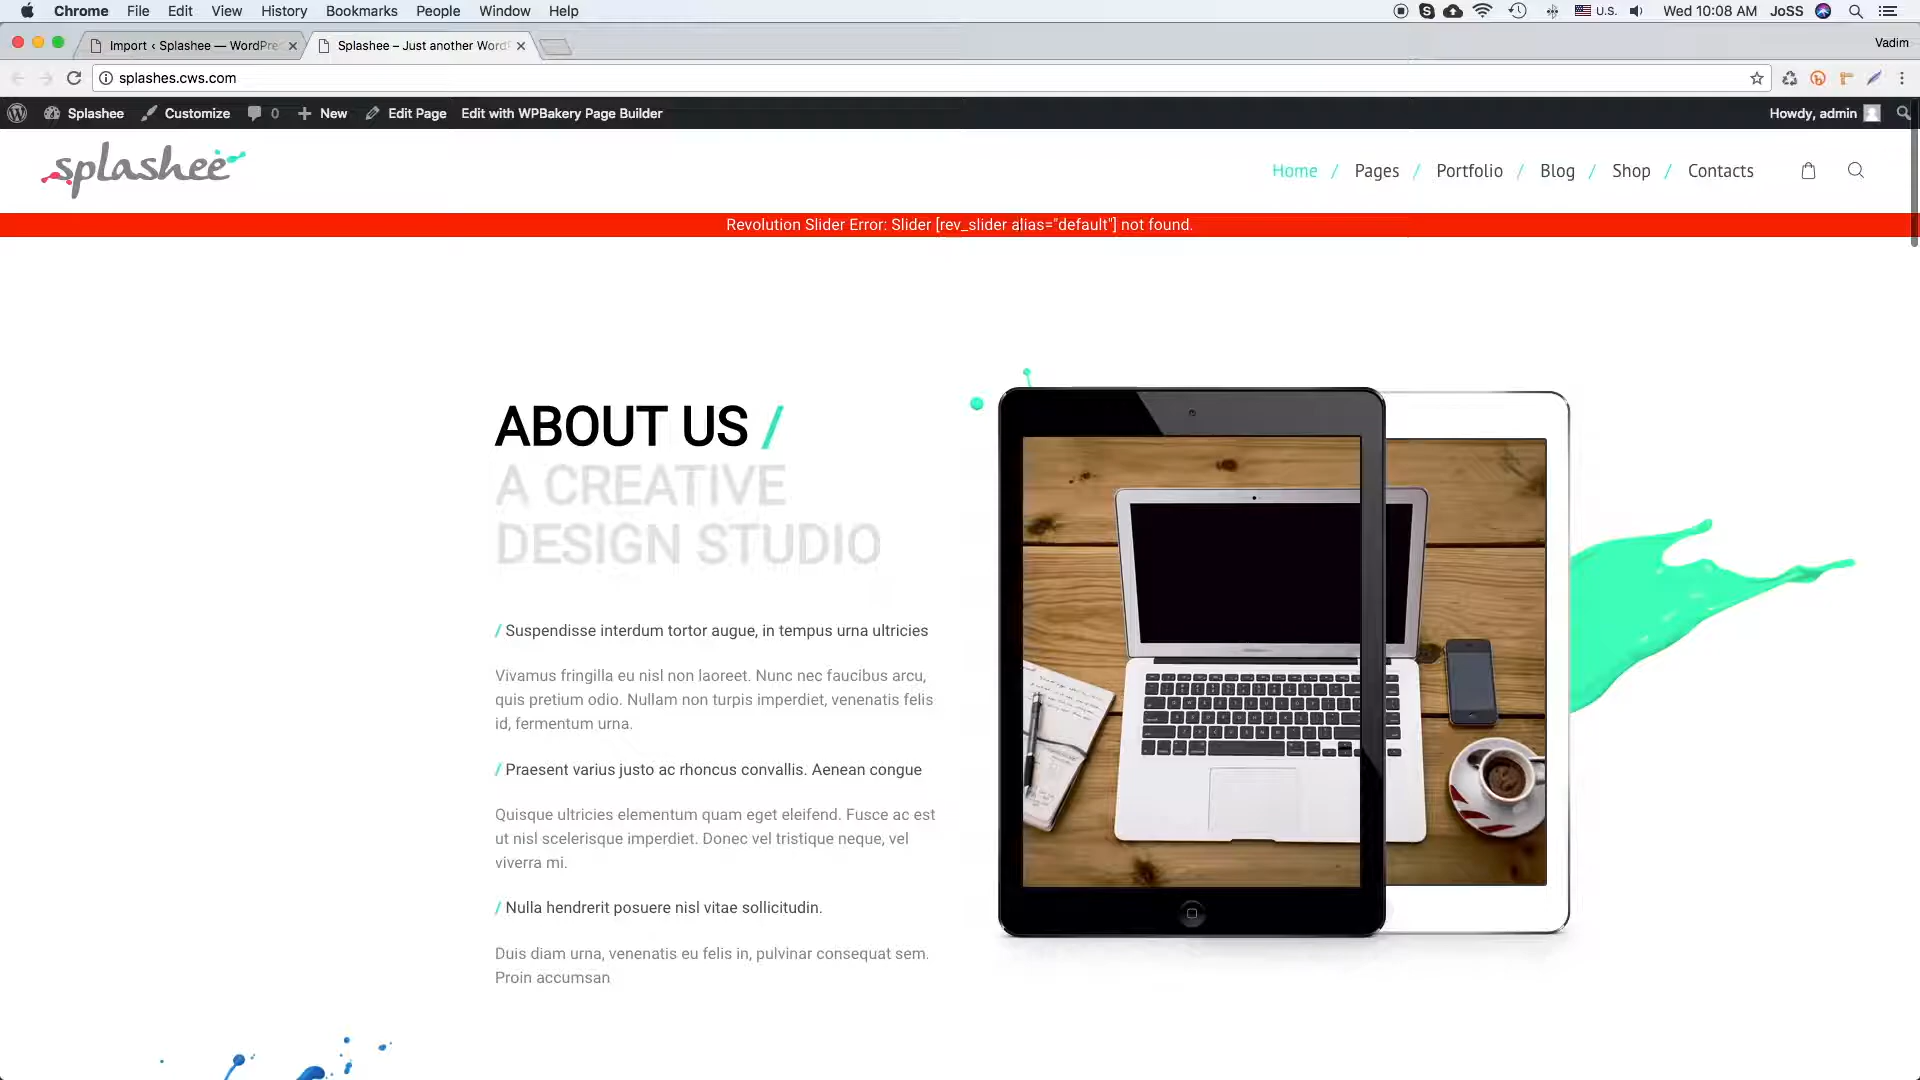 Chrome File Edit View History Bookmarks People Window Help U.S. Wed 10:08 AM JoSS
Import ‹ Splashee — WordPre Splashee – Just another Word Vadim
splashes.cws.com
Splashee Customize 0 New Edit Page Edit with WPBakery Page Builder Howdy, admin
splashee
Home / Pages / Portfolio / Blog / Shop / Contacts
Revolution Slider Error: Slider [rev_slider alias="default"] not found.
ABOUT US /
A CREATIVE
DESIGN STUDIO
/ Suspendisse interdum tortor augue, in tempus urna ultricies
Vivamus fringilla eu nisl non laoreet. Nunc nec faucibus arcu,
quis pretium odio. Nullam non turpis imperdiet, venenatis felis
id, fermentum urna.
/ Praesent varius justo ac rhoncus convallis. Aenean congue
Quisque ultricies elementum quam eget eleifend. Fusce ac est
ut nisl scelerisque imperdiet. Donec vel tristique neque, vel
viverra mi.
/ Nulla hendrerit posuere nisl vitae sollicitudin.
Duis diam urna, venenatis eu felis in, pulvinar consequat sem.
Proin accumsan